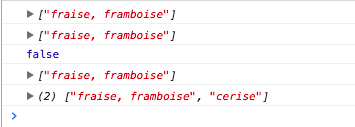 ▶ ["fraise, framboise"]
▶ ["fraise, framboise"]
false
▶ ["fraise, framboise"]
▶ (2) ["fraise, framboise", "cerise"]
>